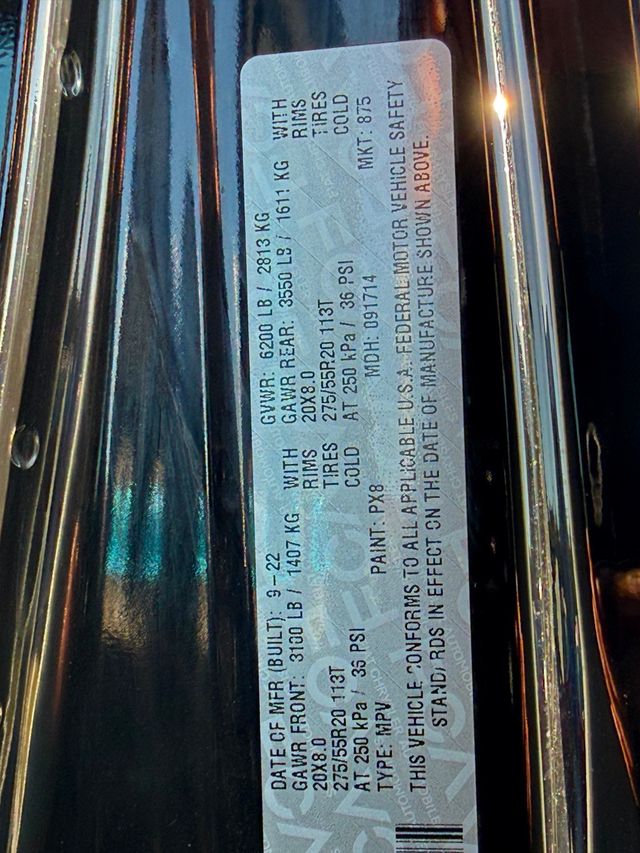 DATE OF MFR (BUILT): 9-22 GVWR: 6200 LB / 2813 KG
GAWR FRONT: 3100 LB / 1407 KG WITH GAWR REAR: 3550 LB / 1611 KG WITH
20X8.0 RIMS 20X8.0 RIMS
275/55R20 113T TIRES 275/55R20 113T TIRES
AT 250 kPa / 36 PSI COLD AT 250 kPa / 36 PSI COLD
TYPE: MPV PAINT: PX8 MDH: 091714 MKT: 875
THIS VEHICLE CONFORMS TO ALL APPLICABLE U.S.A. FEDERAL MOTOR VEHICLE SAFETY
STANDARDS IN EFFECT ON THE DATE OF MANUFACTURE SHOWN ABOVE.